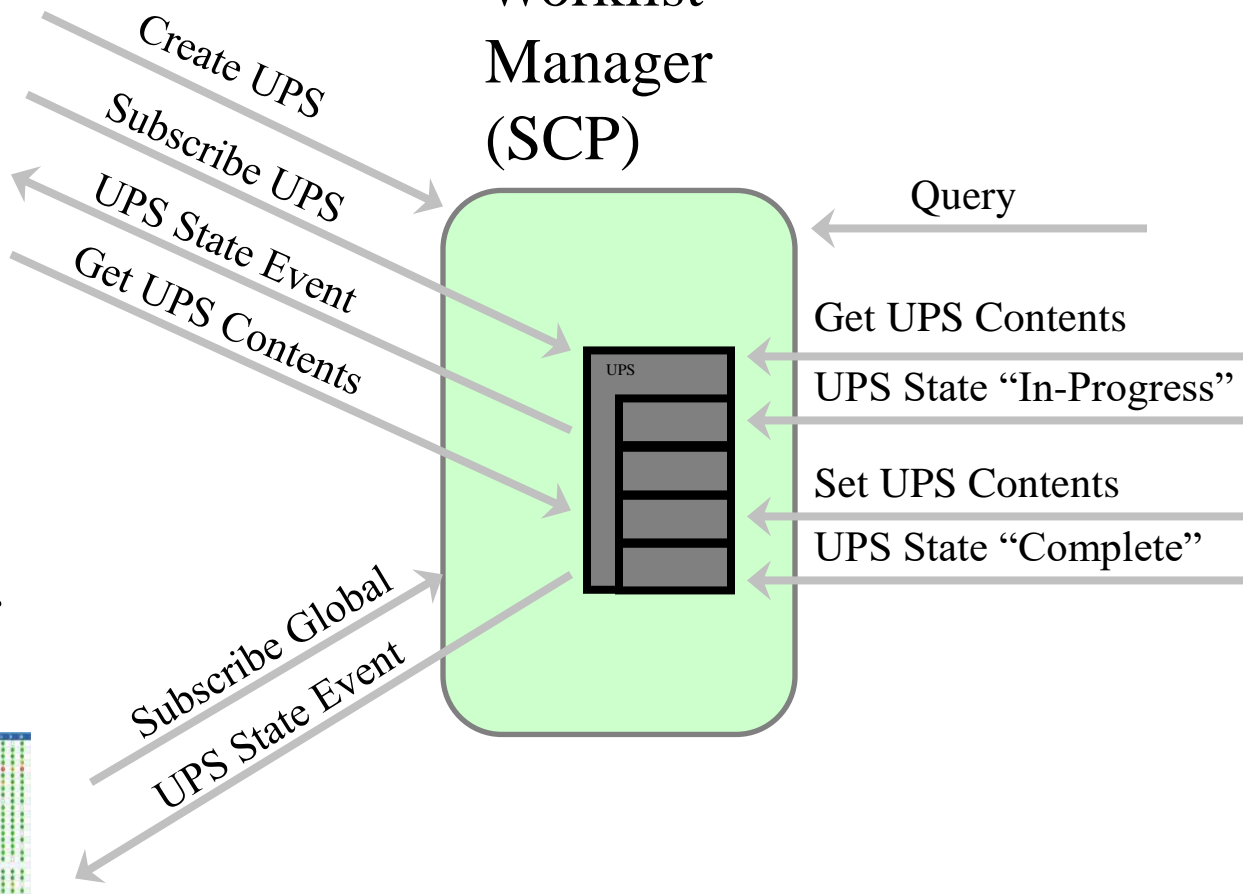 Worklist
Manager
(SCP)
Create UPS
Subscribe UPS
UPS State Event
Get UPS Contents
Query
Get UPS Contents
UPS State “In-Progress”
Set UPS Contents
UPS State “Complete”
UPS
Subscribe Global
UPS State Event